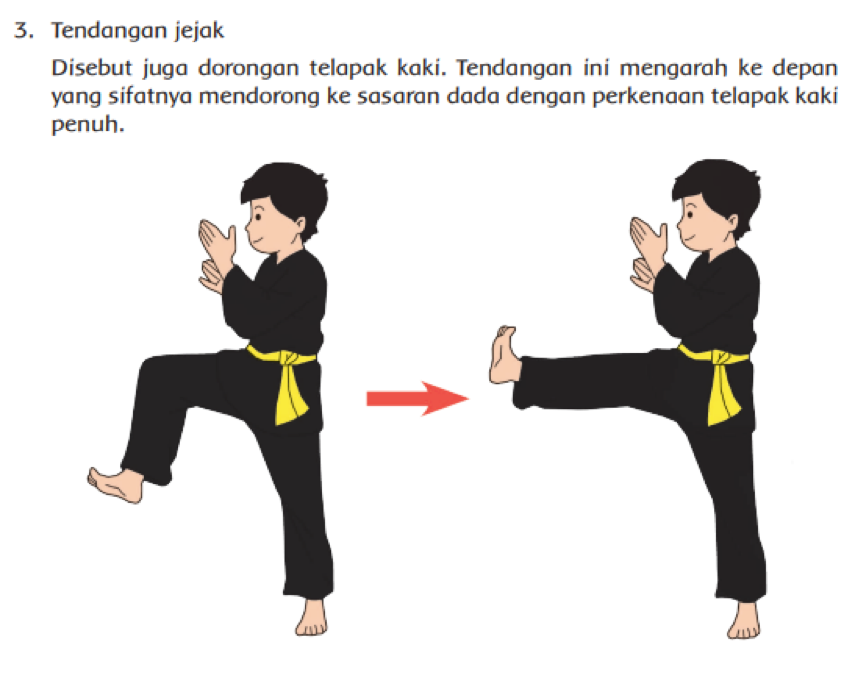 3. Tendangan jejak
Disebut juga dorongan telapak kaki. Tendangan ini mengarah ke depan
yang sifatnya mendorong ke sasaran dada dengan perkenaan telapak kaki
penuh.